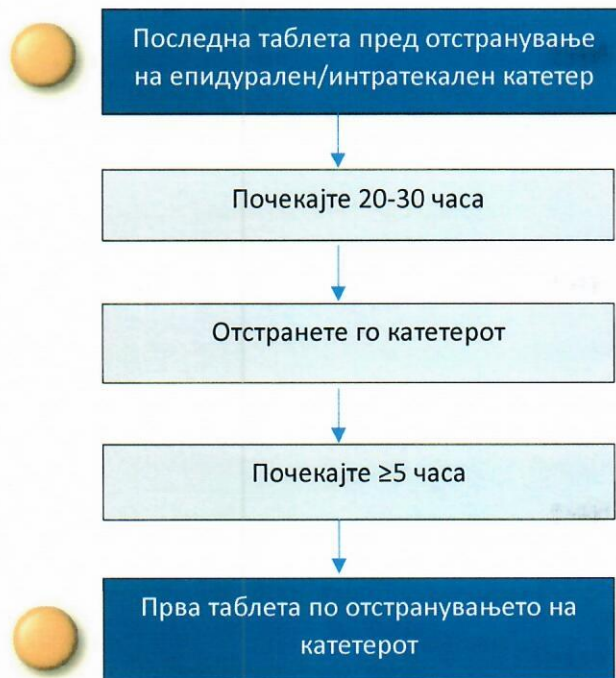 Последна таблета пред отстранување
на епидурален/интратекален катетер
Почекајте 20-30 часа
Отстранете го катетерот
Почекајте ≥5 часа
Прва таблета по отстранувањето на
катетерот